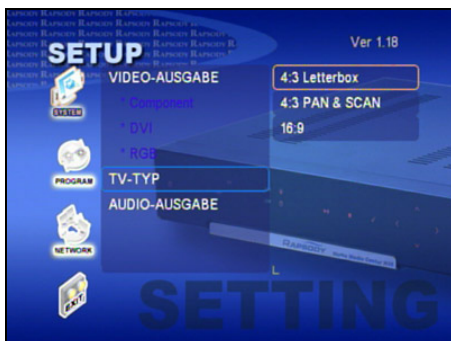 SETUP
Ver 1.18
VIDEO-AUSGABE
* Component
* DVI
* RGB
TV-TYP
AUDIO-AUSGABE
4:3 Letterbox
4:3 PAN & SCAN
16:9
SYSTEM
PROGRAM
NETWORK
EXIT
RAPSODY
L
SETTING